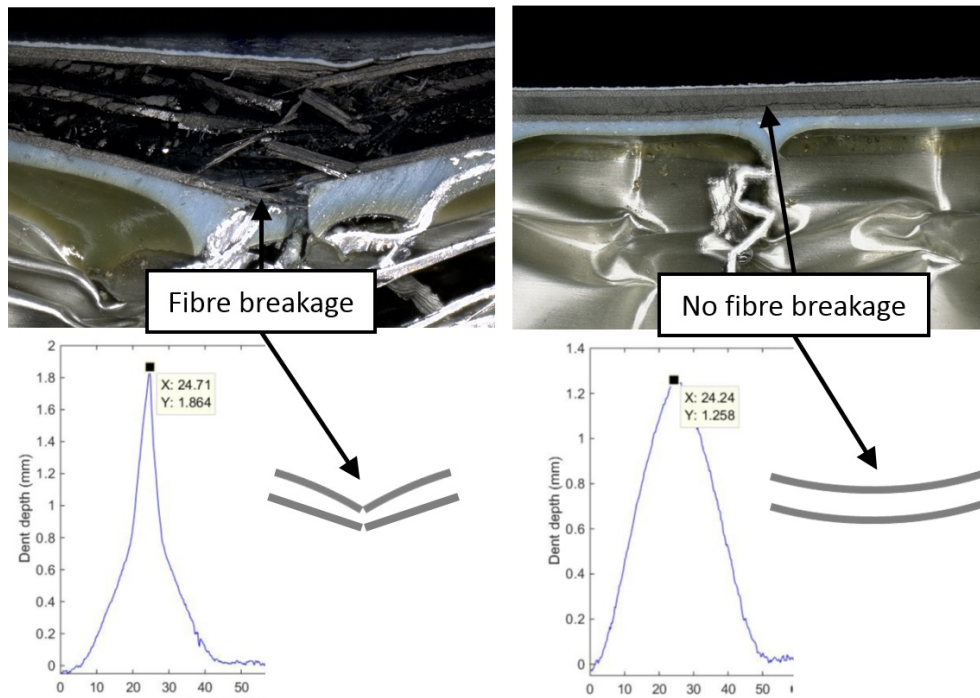 Fibre breakage
No fibre breakage
2
1.8
1.6
1.4
1.2
1
0.8
0.6
0.4
0.2
0
Dent depth (mm)
X: 24.71
Y: 1.864
0 10 20 30 40 50
1.4
1.2
1
0.8
0.6
0.4
0.2
0
Dent depth (mm)
X: 24.24
Y: 1.258
0 10 20 30 40 50